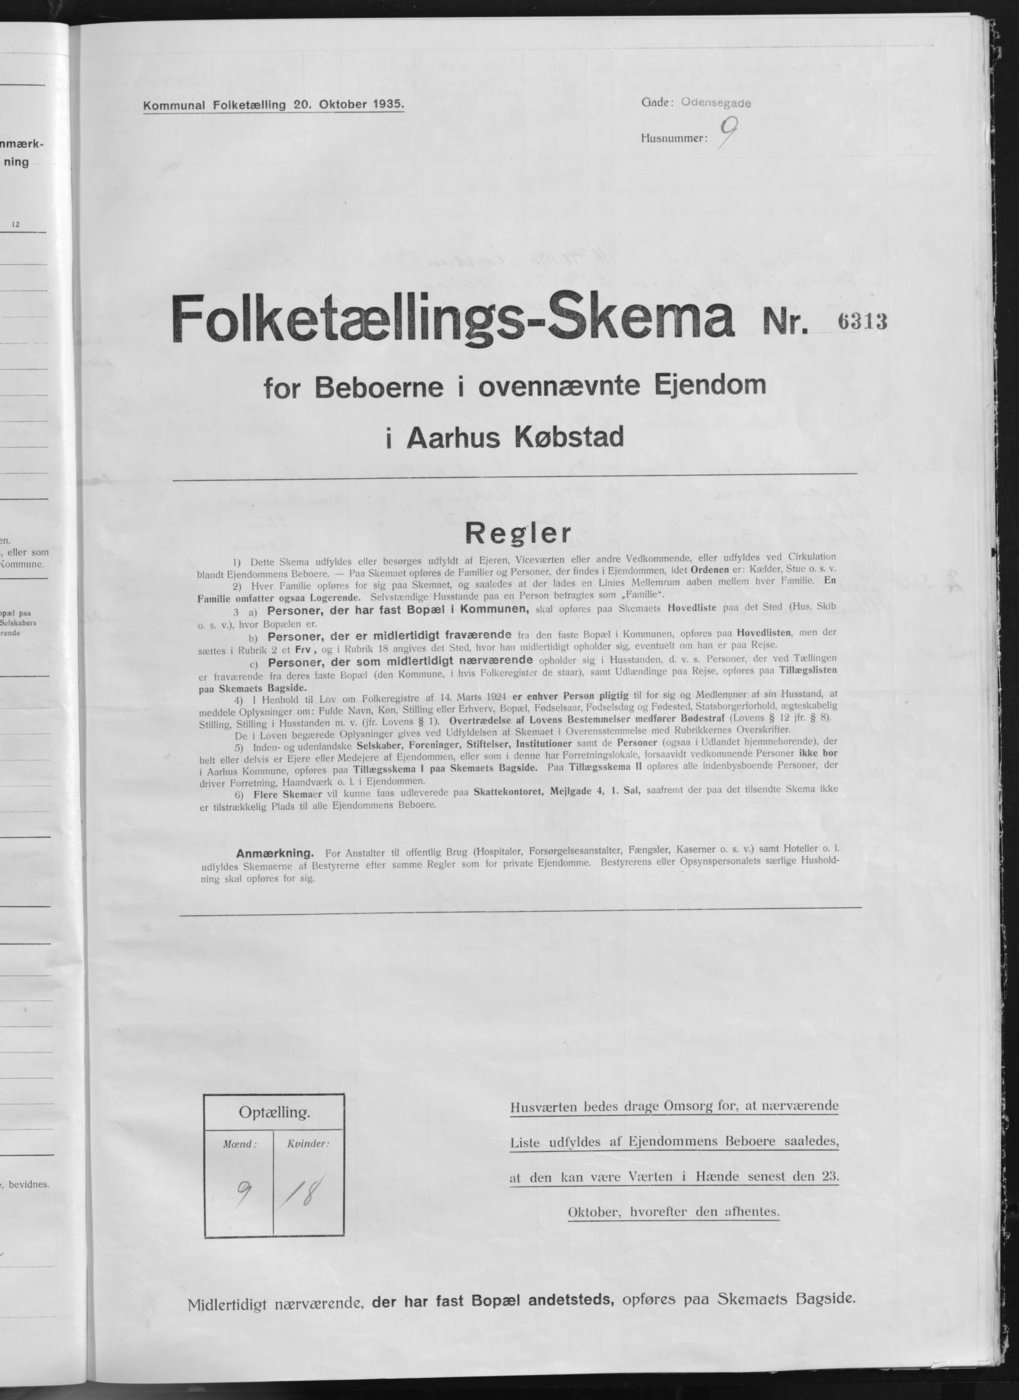 nmærk-
ning
12
en.
, eller som
Kommune.
opæl paa
Selskabers
rende
, bevidnes.
Kommunal Folketælling 20. Oktober 1935.
Gade: Odensegade
Husnummer: 9
Folketællings-Skema Nr. 6313
for Beboerne i ovennævnte Ejendom
i Aarhus Købstad
Regler
1) Dette Skema udfyldes eller besørges udfyldt af Ejeren, Viceværten eller andre Vedkommende, eller udfyldes ved Cirkulation
blandt Ejendommens Beboere. — Paa Skemaet opføres de Familier og Personer, der findes i Ejendommen, idet Ordenen er: Kælder, Stue o. s. v.
2) Hver Familie opføres for sig paa Skemaet, og saaledes at der lades en Linies Mellemrum aaben mellem hver Familie. En
Familie omfatter ogsaa Logerende. Selvstændige Husstande paa en Person betragtes som „Familie“.
3 a) Personer, der har fast Bopæl i Kommunen, skal opføres paa Skemaets Hovedliste paa det Sted (Hus, Skib
o. s. v.), hvor Bopælen er.
b) Personer, der er midlertidigt fraværende fra den faste Bopæl i Kommunen, opføres paa Hovedlisten, men der
sættes i Rubrik 2 et Frv., og i Rubrik 18 angives det Sted, hvor han midlertidigt opholder sig, eventuelt om han er paa Rejse.
c) Personer, der som midlertidigt nærværende opholder sig i Husstanden, d. v. s. Personer, der ved Tællingen
er fraværende fra deres faste Bopæl (den Kommune, i hvis Folkeregister de staar), samt Udlændinge paa Rejse, opføres paa Tillægslisten
paa Skemaets Bagside.
4) I Henhold til Lov om Folkeregistre af 14. Marts 1924 er enhver Person pligtig til for sig og Medlemmer af sin Husstand, at
meddele Oplysninger om: Fulde Navn, Køn, Stilling eller Erhverv, Bopæl, Fødselsaar, Fødselsdag og Fødested, Statsborgerforhold, ægteskabelig
Stilling, Stilling i Husstanden m. v. (jfr. Lovens § 1). Overtrædelse af Lovens Bestemmelser medfører Bødestraf (Lovens § 12 jfr. § 8).
De i Loven begærede Oplysninger gives ved Udfyldelsen af Skemaet i Overensstemmelse med Rubrikkernes Overskrifter.
5) Inden- og udenlandske Selskaber, Foreninger, Stiftelser, Institutioner samt de Personer (ogsaa i Udlandet hjemmehørende), der
helt eller delvis er Ejere eller Medejere af Ejendommen, eller som i denne har Forretningslokale, forsaavidt vedkommende Personer ikke bor
i Aarhus Kommune, opføres paa Tillægsskema I paa Skemaets Bagside. Paa Tillægsskema II opføres alle indenbysboende Personer, der
driver Forretning, Haandværk o. l. i Ejendommen.
6) Flere Skemaer vil kunne faas udleverede paa Skattekontoret, Mejlgade 4, 1. Sal, saafremt der paa det tilsendte Skema ikke
er tilstrækkelig Plads til alle Ejendommens Beboere.
Anmærkning. For Anstalter til offentlig Brug (Hospitaler, Forsørgelsesanstalter, Fængsler, Kaserner o. s. v.) samt Hoteller o. l.
udfyldes Skemaerne af Bestyrerne efter samme Regler som for private Ejendomme. Bestyrerens eller Opsynspersonalets særlige Hushold-
ning skal opføres for sig.
Optælling.
Mænd: Kvinder:
9 18
Husværten bedes drage Omsorg for, at nærværende
Liste udfyldes af Ejendommens Beboere saaledes,
at den kan være Værten i Hænde senest den 23.
Oktober, hvorefter den afhentes.
Midlertidigt nærværende, der har fast Bopæl andetsteds, opføres paa Skemaets Bagside.